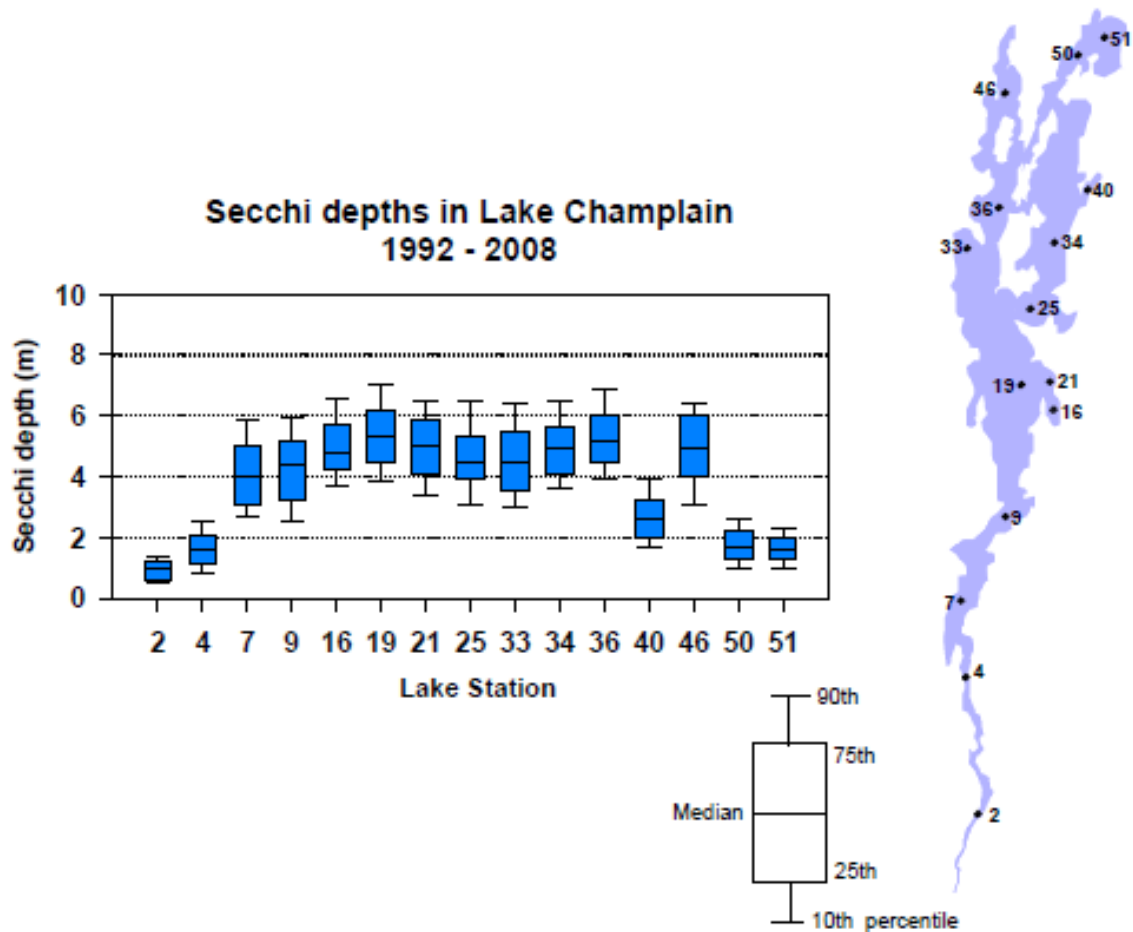 Secchi depths in Lake Champlain
1992 - 2008
Secchi depth (m)
10
8
6
4
2
0
2 4 7 9 16 19 21 25 33 34 36 40 46 50 51
Lake Station
90th
75th
Median
25th
10th percentile
51
50
46
40
36
34
33
25
19
21
16
9
7
4
2